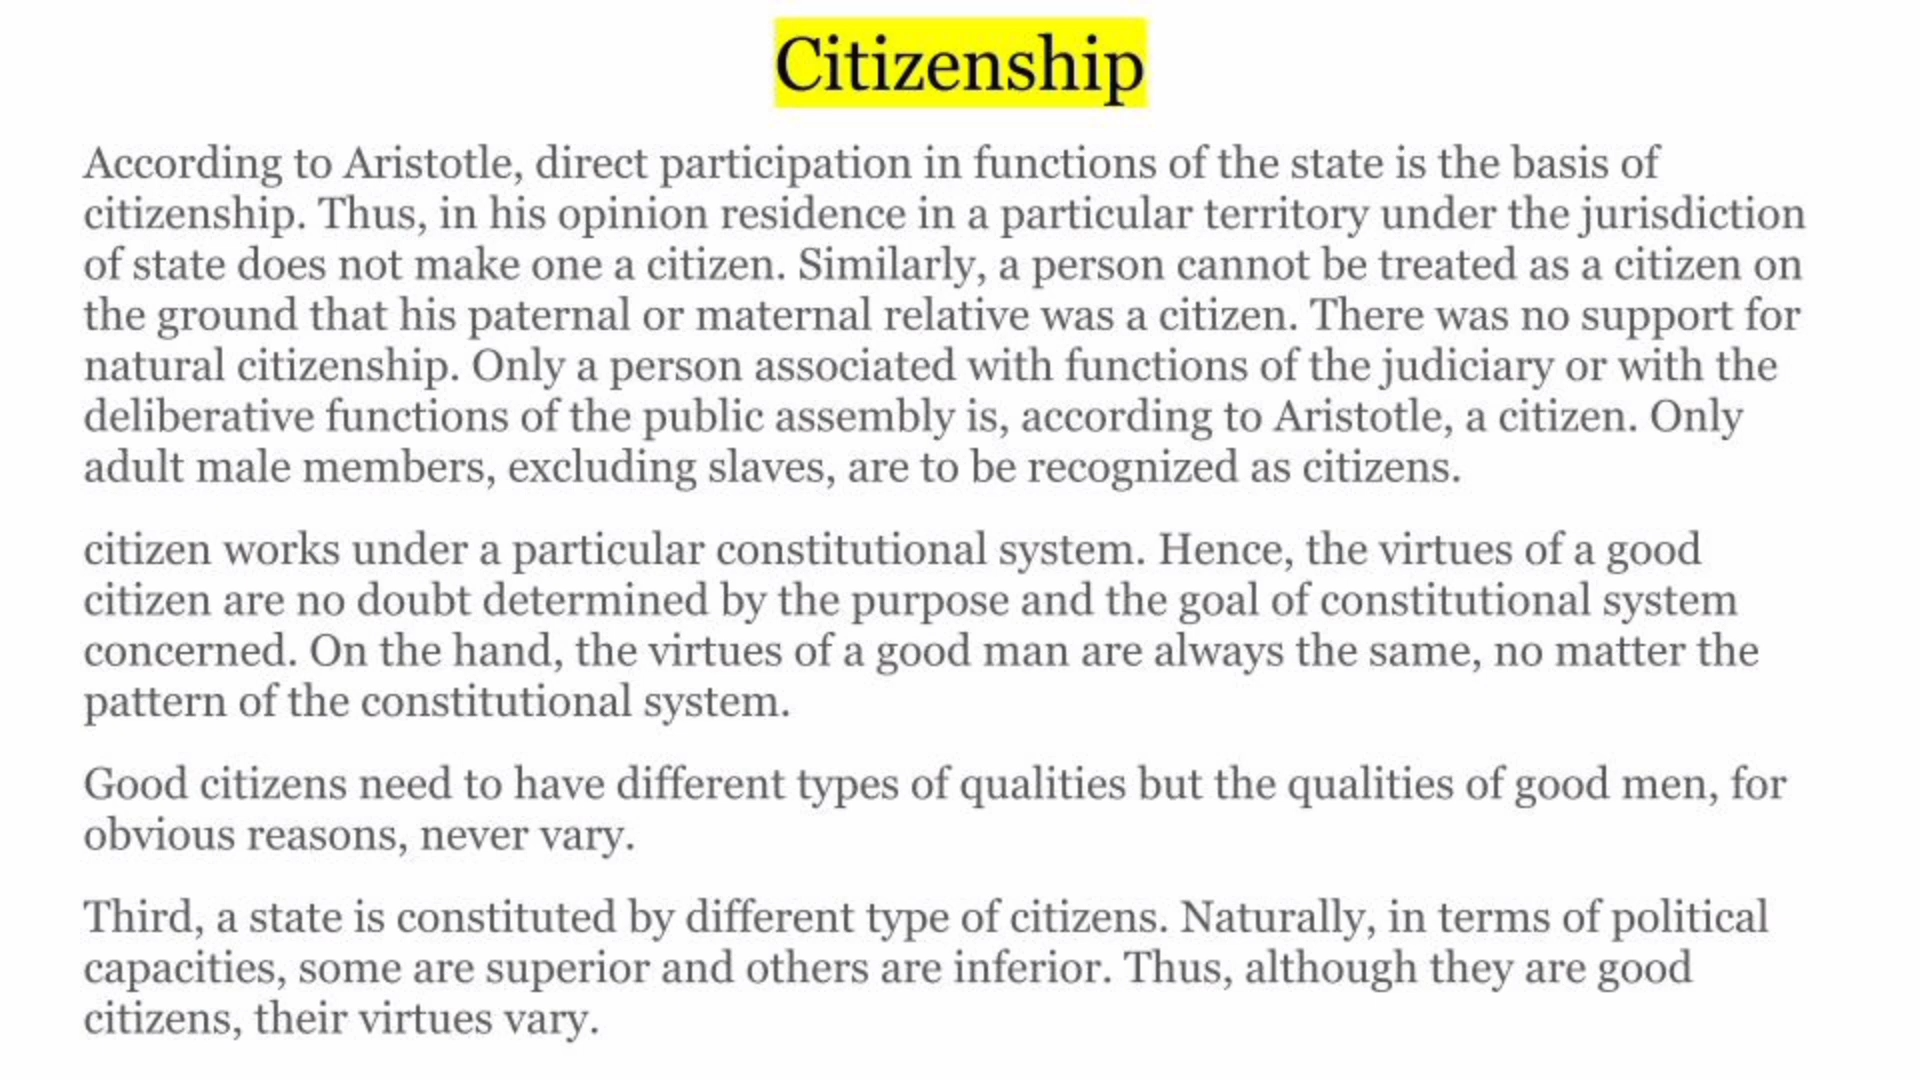 Citizenship
According to Aristotle, direct participation in functions of the state is the basis of
citizenship. Thus, in his opinion residence in a particular territory under the jurisdiction
of state does not make one a citizen. Similarly, a person cannot be treated as a citizen on
the ground that his paternal or maternal relative was a citizen. There was no support for
natural citizenship. Only a person associated with functions of the judiciary or with the
deliberative functions of the public assembly is, according to Aristotle, a citizen. Only
adult male members, excluding slaves, are to be recognized as citizens.
citizen works under a particular constitutional system. Hence, the virtues of a good
citizen are no doubt determined by the purpose and the goal of constitutional system
concerned. On the hand, the virtues of a good man are always the same, no matter the
pattern of the constitutional system.
Good citizens need to have different types of qualities but the qualities of good men, for
obvious reasons, never vary.
Third, a state is constituted by different type of citizens. Naturally, in terms of political
capacities, some are superior and others are inferior. Thus, although they are good
citizens, their virtues vary.